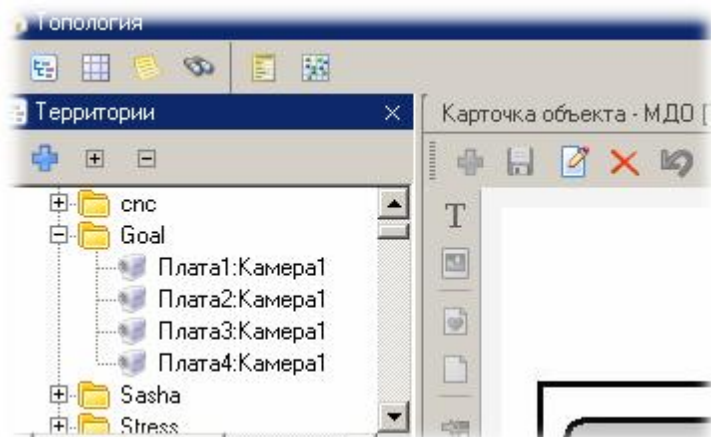 Топология
Территории
Карточка объекта - МДО [
T
cnc
Goal
Плата1:Камера1
Плата2:Камера1
Плата3:Камера1
Плата4:Камера1
Sasha
Stress